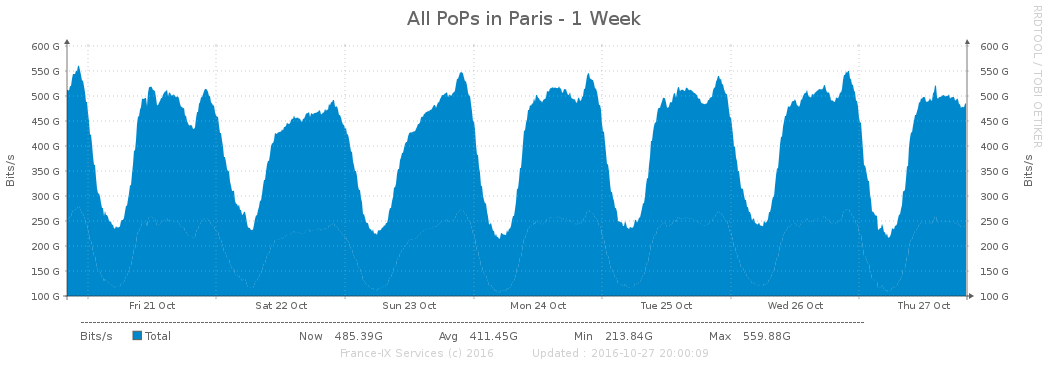 All PoPs in Paris - 1 Week
RRDTOOL / TOBI OETIKER
Bits/s
600 G
550 G
500 G
450 G
400 G
350 G
300 G
250 G
200 G
150 G
100 G
600 G
550 G
500 G
450 G
400 G
350 G
300 G
250 G
200 G
150 G
100 G
Bits/s
Fri 21 Oct Sat 22 Oct Sun 23 Oct Mon 24 Oct Tue 25 Oct Wed 26 Oct Thu 27 Oct
Bits/s Total Now 485.39G Avg 411.45G Min 213.84G Max 559.88G
France-IX Services (c) 2016 Updated : 2016-10-27 20:00:09